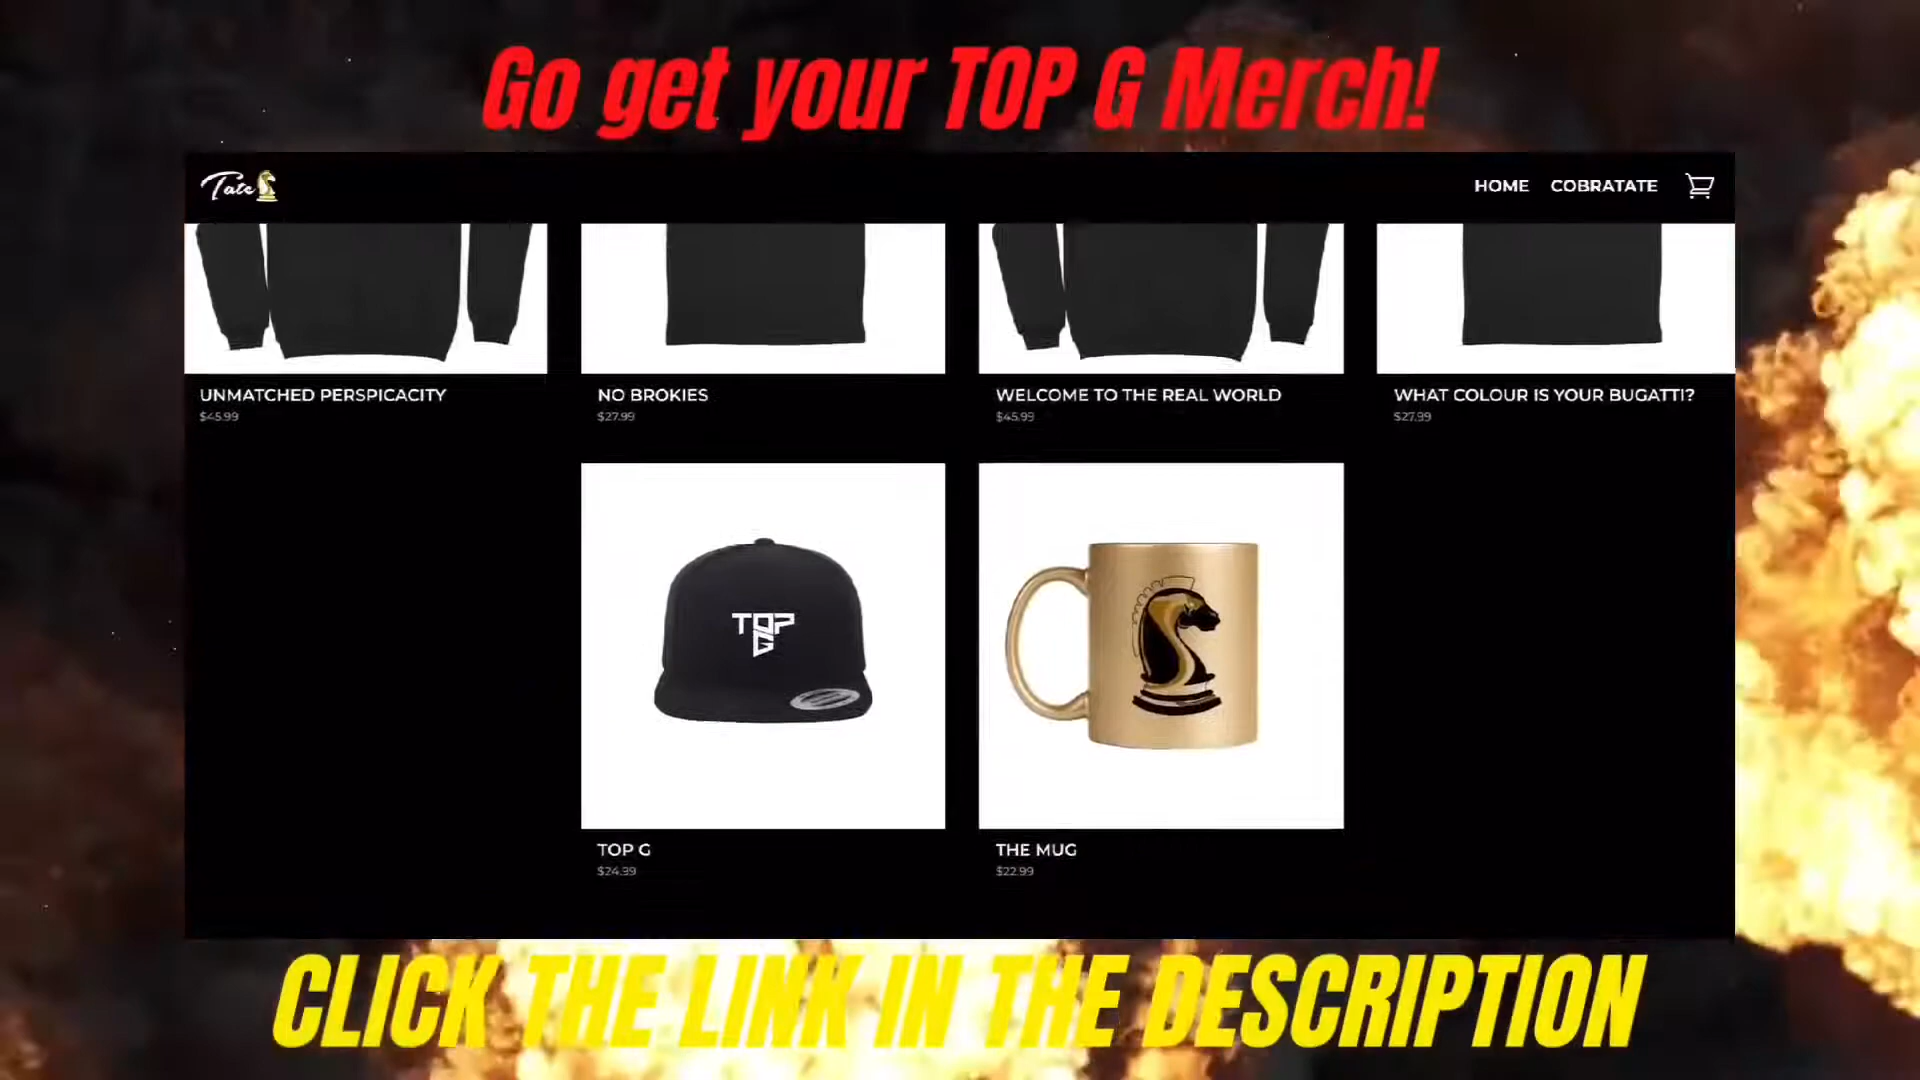 Go get your TOP G Merch!
Tate
HOME COBRATATE
UNMATCHED PERSPICACITY
$45.99
NO BROKIES
$27.99
WELCOME TO THE REAL WORLD
$45.99
WHAT COLOUR IS YOUR BUGATTI?
$27.99
TOP
G
TOP G
$24.99
THE MUG
$22.99
CLICK THE LINK IN THE DESCRIPTION